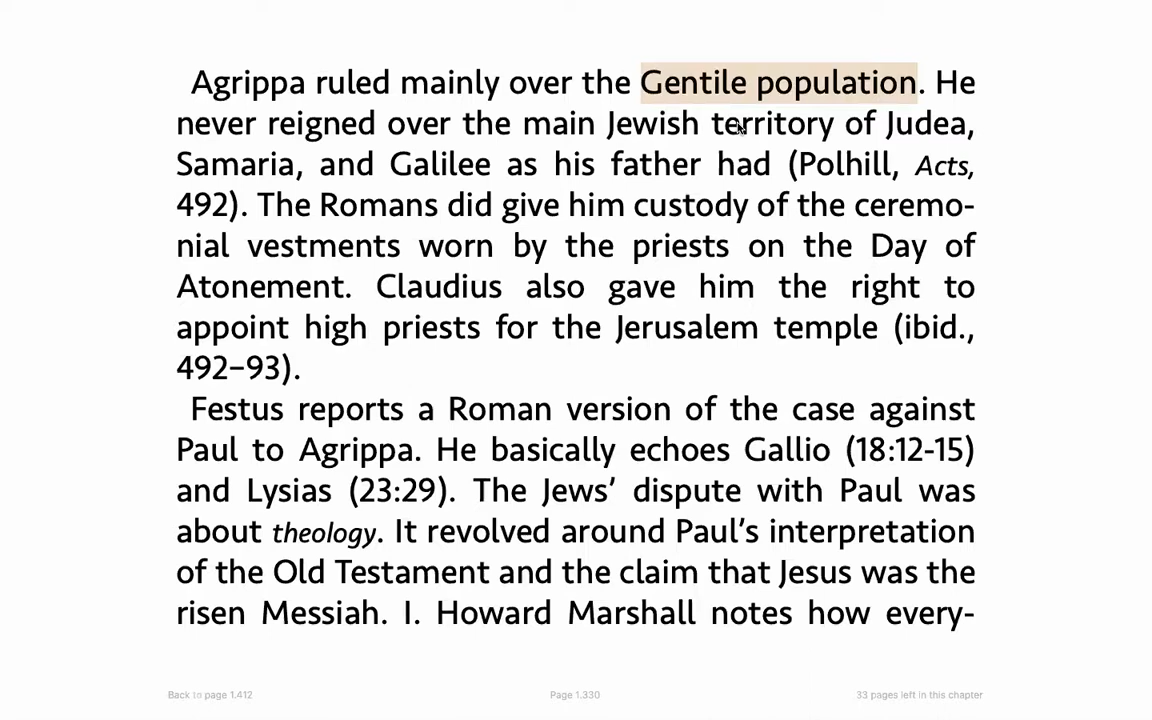 Agrippa ruled mainly over the Gentile population. He
never reigned over the main Jewish territory of Judea,
Samaria, and Galilee as his father had (Polhill, Acts,
492). The Romans did give him custody of the ceremo-
nial vestments worn by the priests on the Day of
Atonement. Claudius also gave him the right to
appoint high priests for the Jerusalem temple (ibid.,
492–93).
Festus reports a Roman version of the case against
Paul to Agrippa. He basically echoes Gallio (18:12-15)
and Lysias (23:29). The Jews’ dispute with Paul was
about theology. It revolved around Paul’s interpretation
of the Old Testament and the claim that Jesus was the
risen Messiah. I. Howard Marshall notes how every-
Back to page 1.412 Page 1.330 33 pages left in this chapter